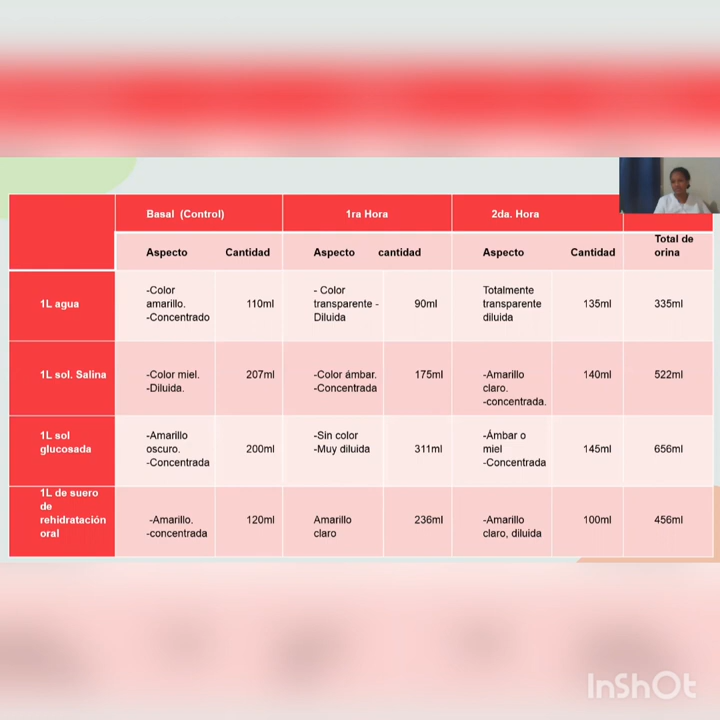 Basal (Control) 1ra Hora 2da. Hora
Aspecto Cantidad Aspecto cantidad Aspecto Cantidad Total de
orina
1L agua
-Color
amarillo.
-Concentrado
110ml
- Color
transparente -
Diluida
90ml
Totalmente
transparente
diluida
135ml
335ml
1L sol. Salina
-Color miel.
-Diluida.
207ml
-Color ámbar.
-Concentrada
175ml
-Amarillo
claro.
-concentrada.
140ml
522ml
1L sol
glucosada
-Amarillo
oscuro.
-Concentrada
200ml
-Sin color
-Muy diluida
311ml
-Ámbar o
miel
-Concentrada
145ml
656ml
1L de suero
de
rehidratación
oral
-Amarillo.
-concentrada
120ml
Amarillo
claro
236ml
-Amarillo
claro, diluida
100ml
456ml
InShOt